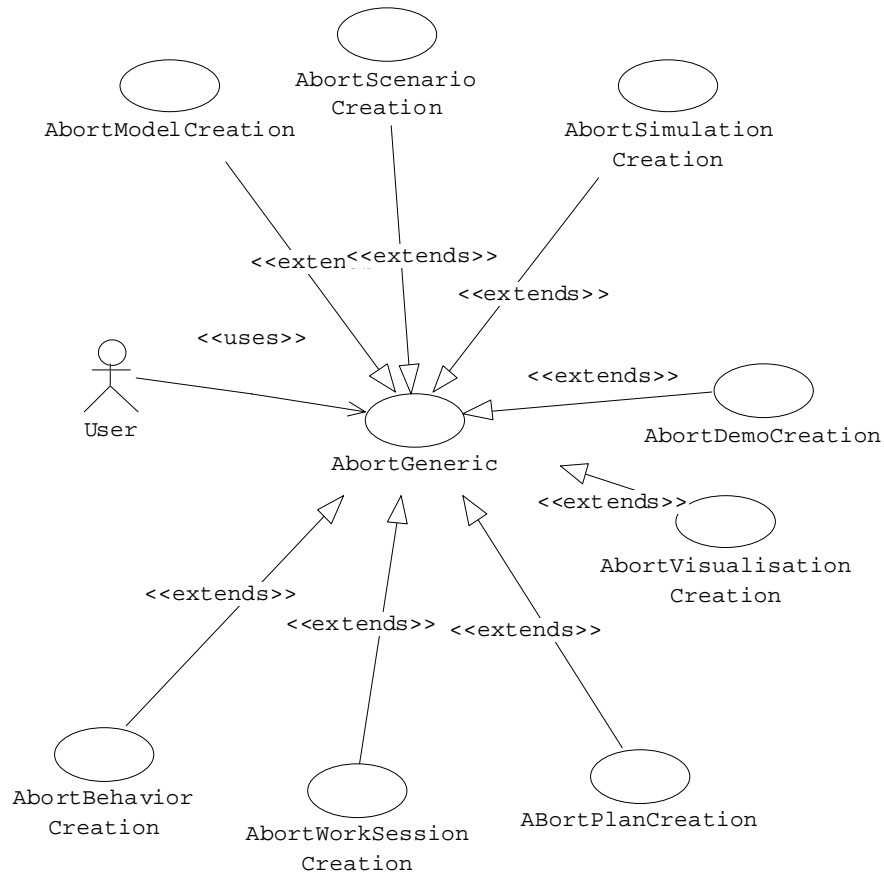 AbortScenario
Creation
AbortModelCreation
AbortSimulation
Creation
<<exten
<<extends>>
<<extends>>
<<uses>>
<<extends>>
User
AbortDemoCreation
AbortGeneric
<<extends>>
AbortVisualisation
Creation
<<extends>>
<<extends>>
<<extends>>
AbortBehavior
Creation
AbortWorkSession
Creation
ABortPlanCreation